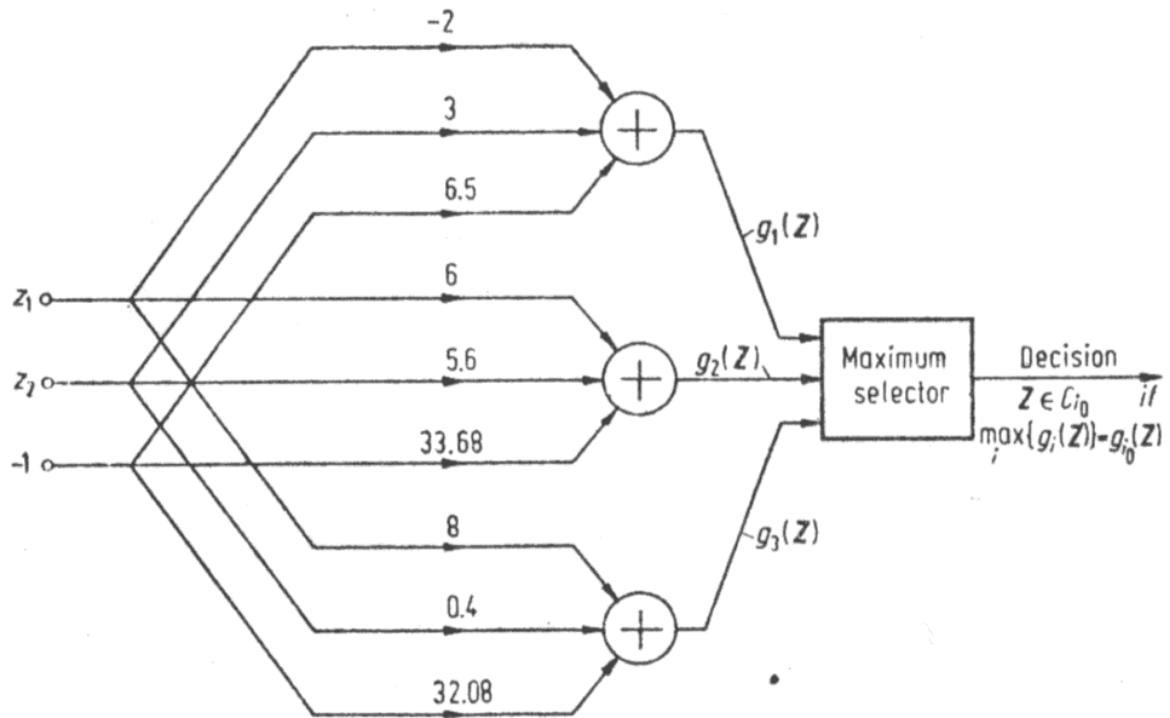 -2
3
6.5
g₁(Z)
z₁
6
z₂
5.6
g₂(Z)
-1
33.68
Maximum
selector
Decision
Z ∈ Cᵢ₀ if
max{gᵢ(Z)}=gᵢ₀(Z)
i
8
g₃(Z)
0.4
32.08